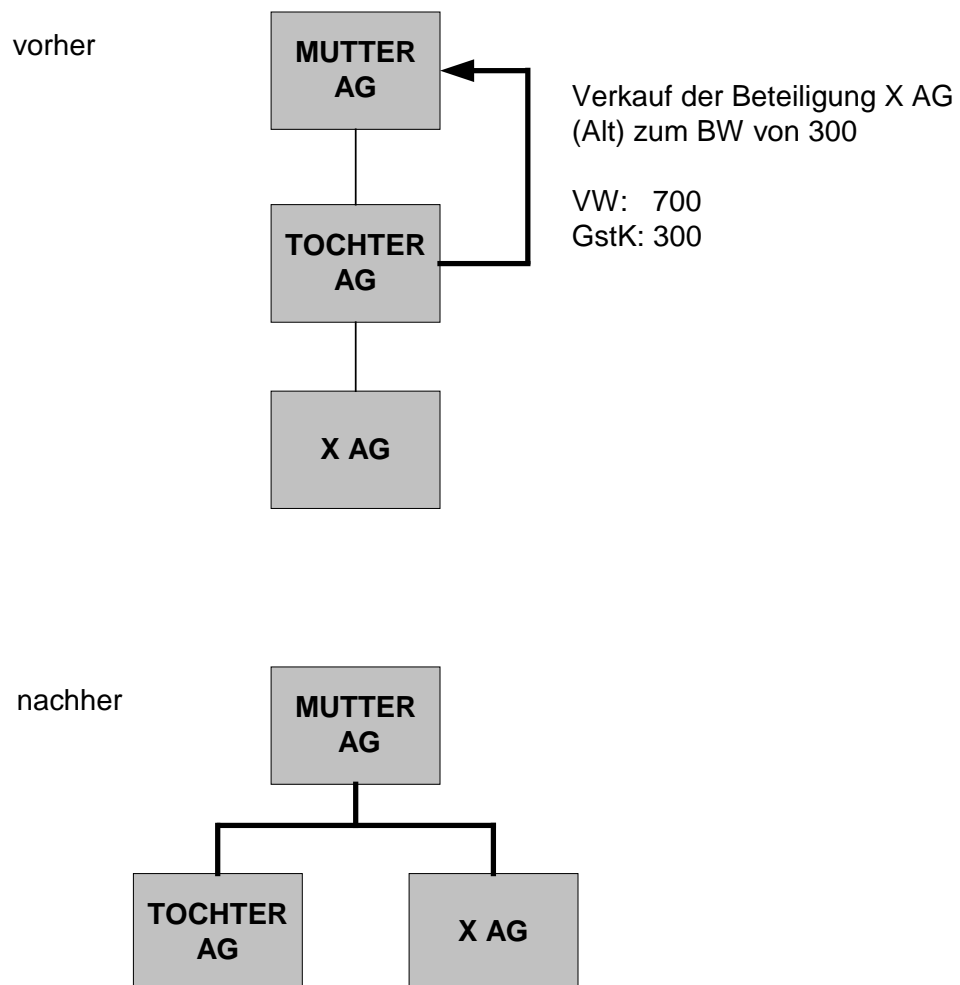 vorher
MUTTER
AG
Verkauf der Beteiligung X AG
(Alt) zum BW von 300
VW: 700
GstK: 300
TOCHTER
AG
X AG
nachher
MUTTER
AG
TOCHTER
AG
X AG